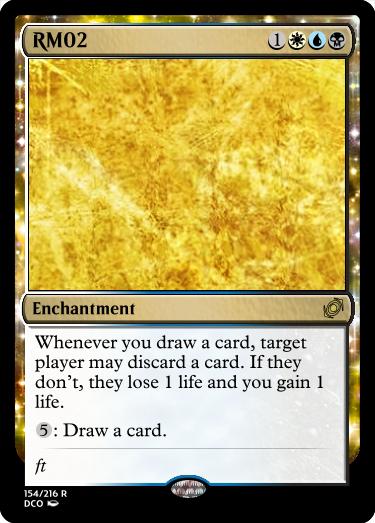 RM02 1
Enchantment
Whenever you draw a card, target
player may discard a card. If they
don't, they lose 1 life and you gain 1
life.
5: Draw a card.
ft
154/216 R
DCO